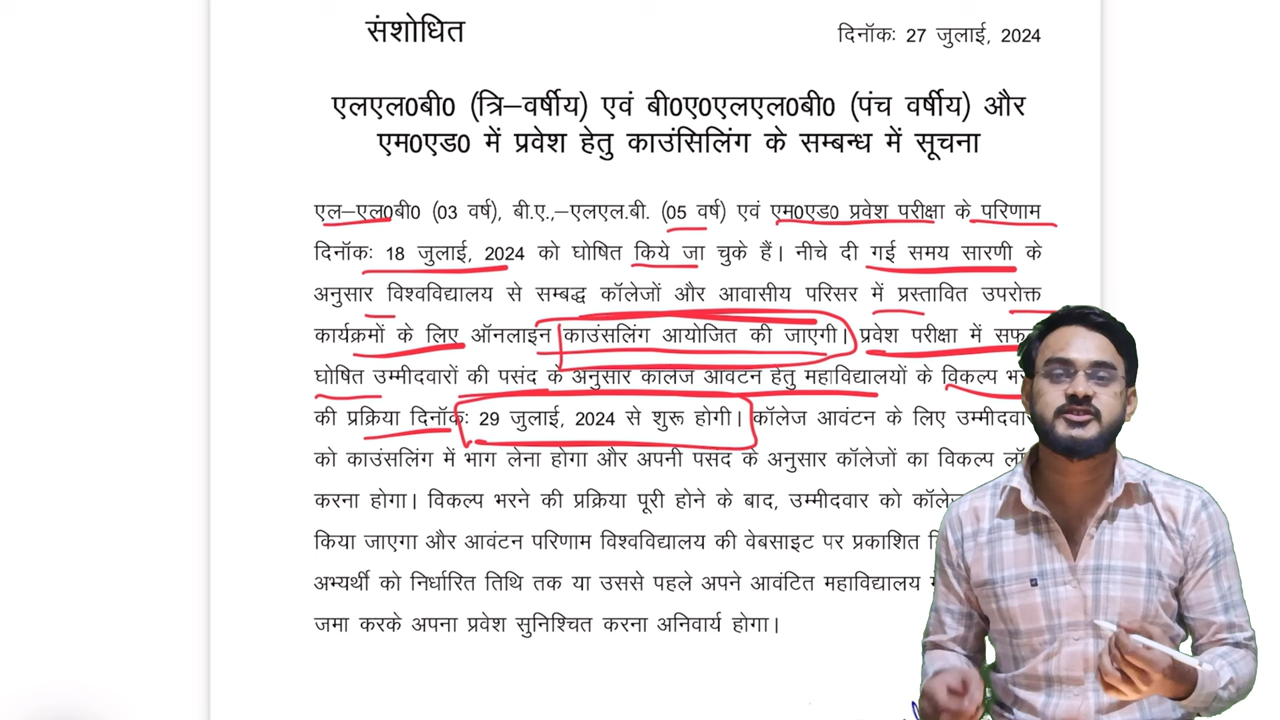 संशोधित
दिनॉकः 27 जुलाई, 2024
एलएल0बी0 (त्रि–वर्षीय) एवं बी0ए0एलएल0बी0 (पंच वर्षीय) और
एम0एड0 में प्रवेश हेतु काउंसिलिंग के सम्बन्ध में सूचना
एल–एल0बी0 (03 वर्ष), बी.ए.,–एलएल.बी. (05 वर्ष) एवं एम0एड0 प्रवेश परीक्षा के परिणाम
दिनॉकः 18 जुलाई, 2024 को घोषित किये जा चुके हैं। नीचे दी गई समय सारणी के
अनुसार विश्वविद्यालय से सम्बद्ध कॉलेजों और आवासीय परिसर में प्रस्तावित उपरोक्त
कार्यक्रमों के लिए ऑनलाइन काउंसलिंग आयोजित की जाएगी। प्रवेश परीक्षा में
घोषित उम्मीदवारों की पसंद के अनुसार कालेज आवंटन हेतु महाविद्यालयों के विकल्प
की प्रक्रिया दिनॉकः 29 जुलाई, 2024 से शुरू होगी। कॉलेज आवंटन के लिए
को काउंसलिंग में भाग लेना होगा और अपनी पसंद के अनुसार कॉलेजों का विकल्प
करना होगा। विकल्प भरने की प्रक्रिया पूरी होने के बाद, उम्मीदवार को
किया जाएगा और आवंटन परिणाम विश्वविद्यालय की वेबसाइट पर प्रकाशित
अभ्यर्थी को निर्धारित तिथि तक या उससे पहले अपने आवंटित महाविद्यालय
जमा करके अपना प्रवेश सुनिश्चित करना अनिवार्य होगा।